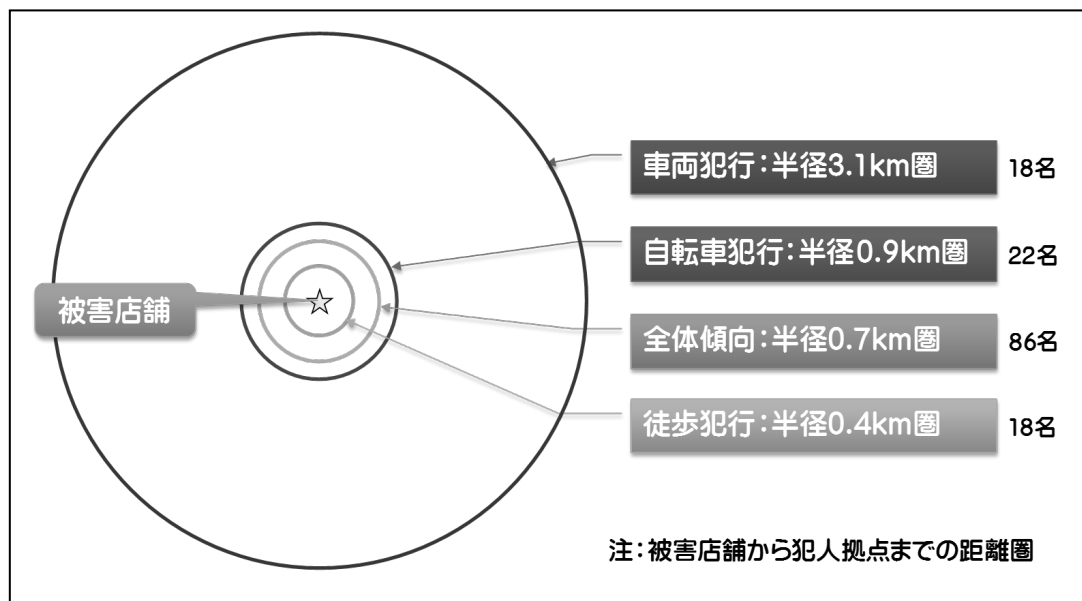 車両犯行：半径3.1km圏 18名
自転車犯行：半径0.9km圏 22名
被害店舗
全体傾向：半径0.7km圏 86名
徒歩犯行：半径0.4km圏 18名
注：被害店舗から犯人拠点までの距離圏